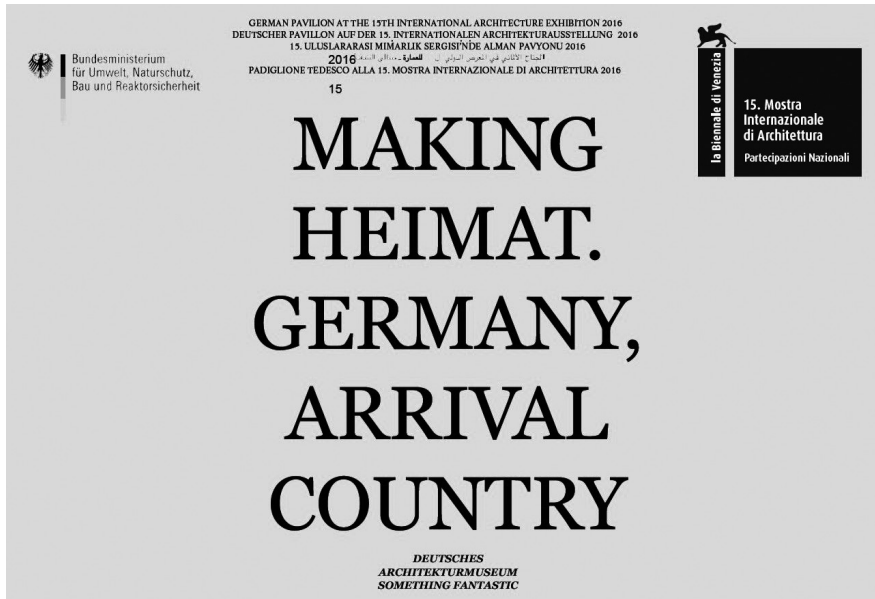 GERMAN PAVILION AT THE 15TH INTERNATIONAL ARCHITECTURE EXHIBITION 2016
DEUTSCHER PAVILLON AUF DER 15. INTERNATIONALEN ARCHITEKTURAUSSTELLUNG 2016
15. ULUSLARARASI MIMARLIK SERGISI'NDE ALMAN PAVYONU 2016
2016 للعمارة
PADIGLIONE TEDESCO ALLA 15. MOSTRA INTERNAZIONALE DI ARCHITETTURA 2016
15
Bundesministerium
für Umwelt, Naturschutz,
Bau und Reaktorsicherheit
la Biennale di Venezia
15. Mostra
Internazionale
di Architettura
Partecipazioni Nazionali
MAKING
HEIMAT.
GERMANY,
ARRIVAL
COUNTRY
DEUTSCHES
ARCHITEKTURMUSEUM
SOMETHING FANTASTIC